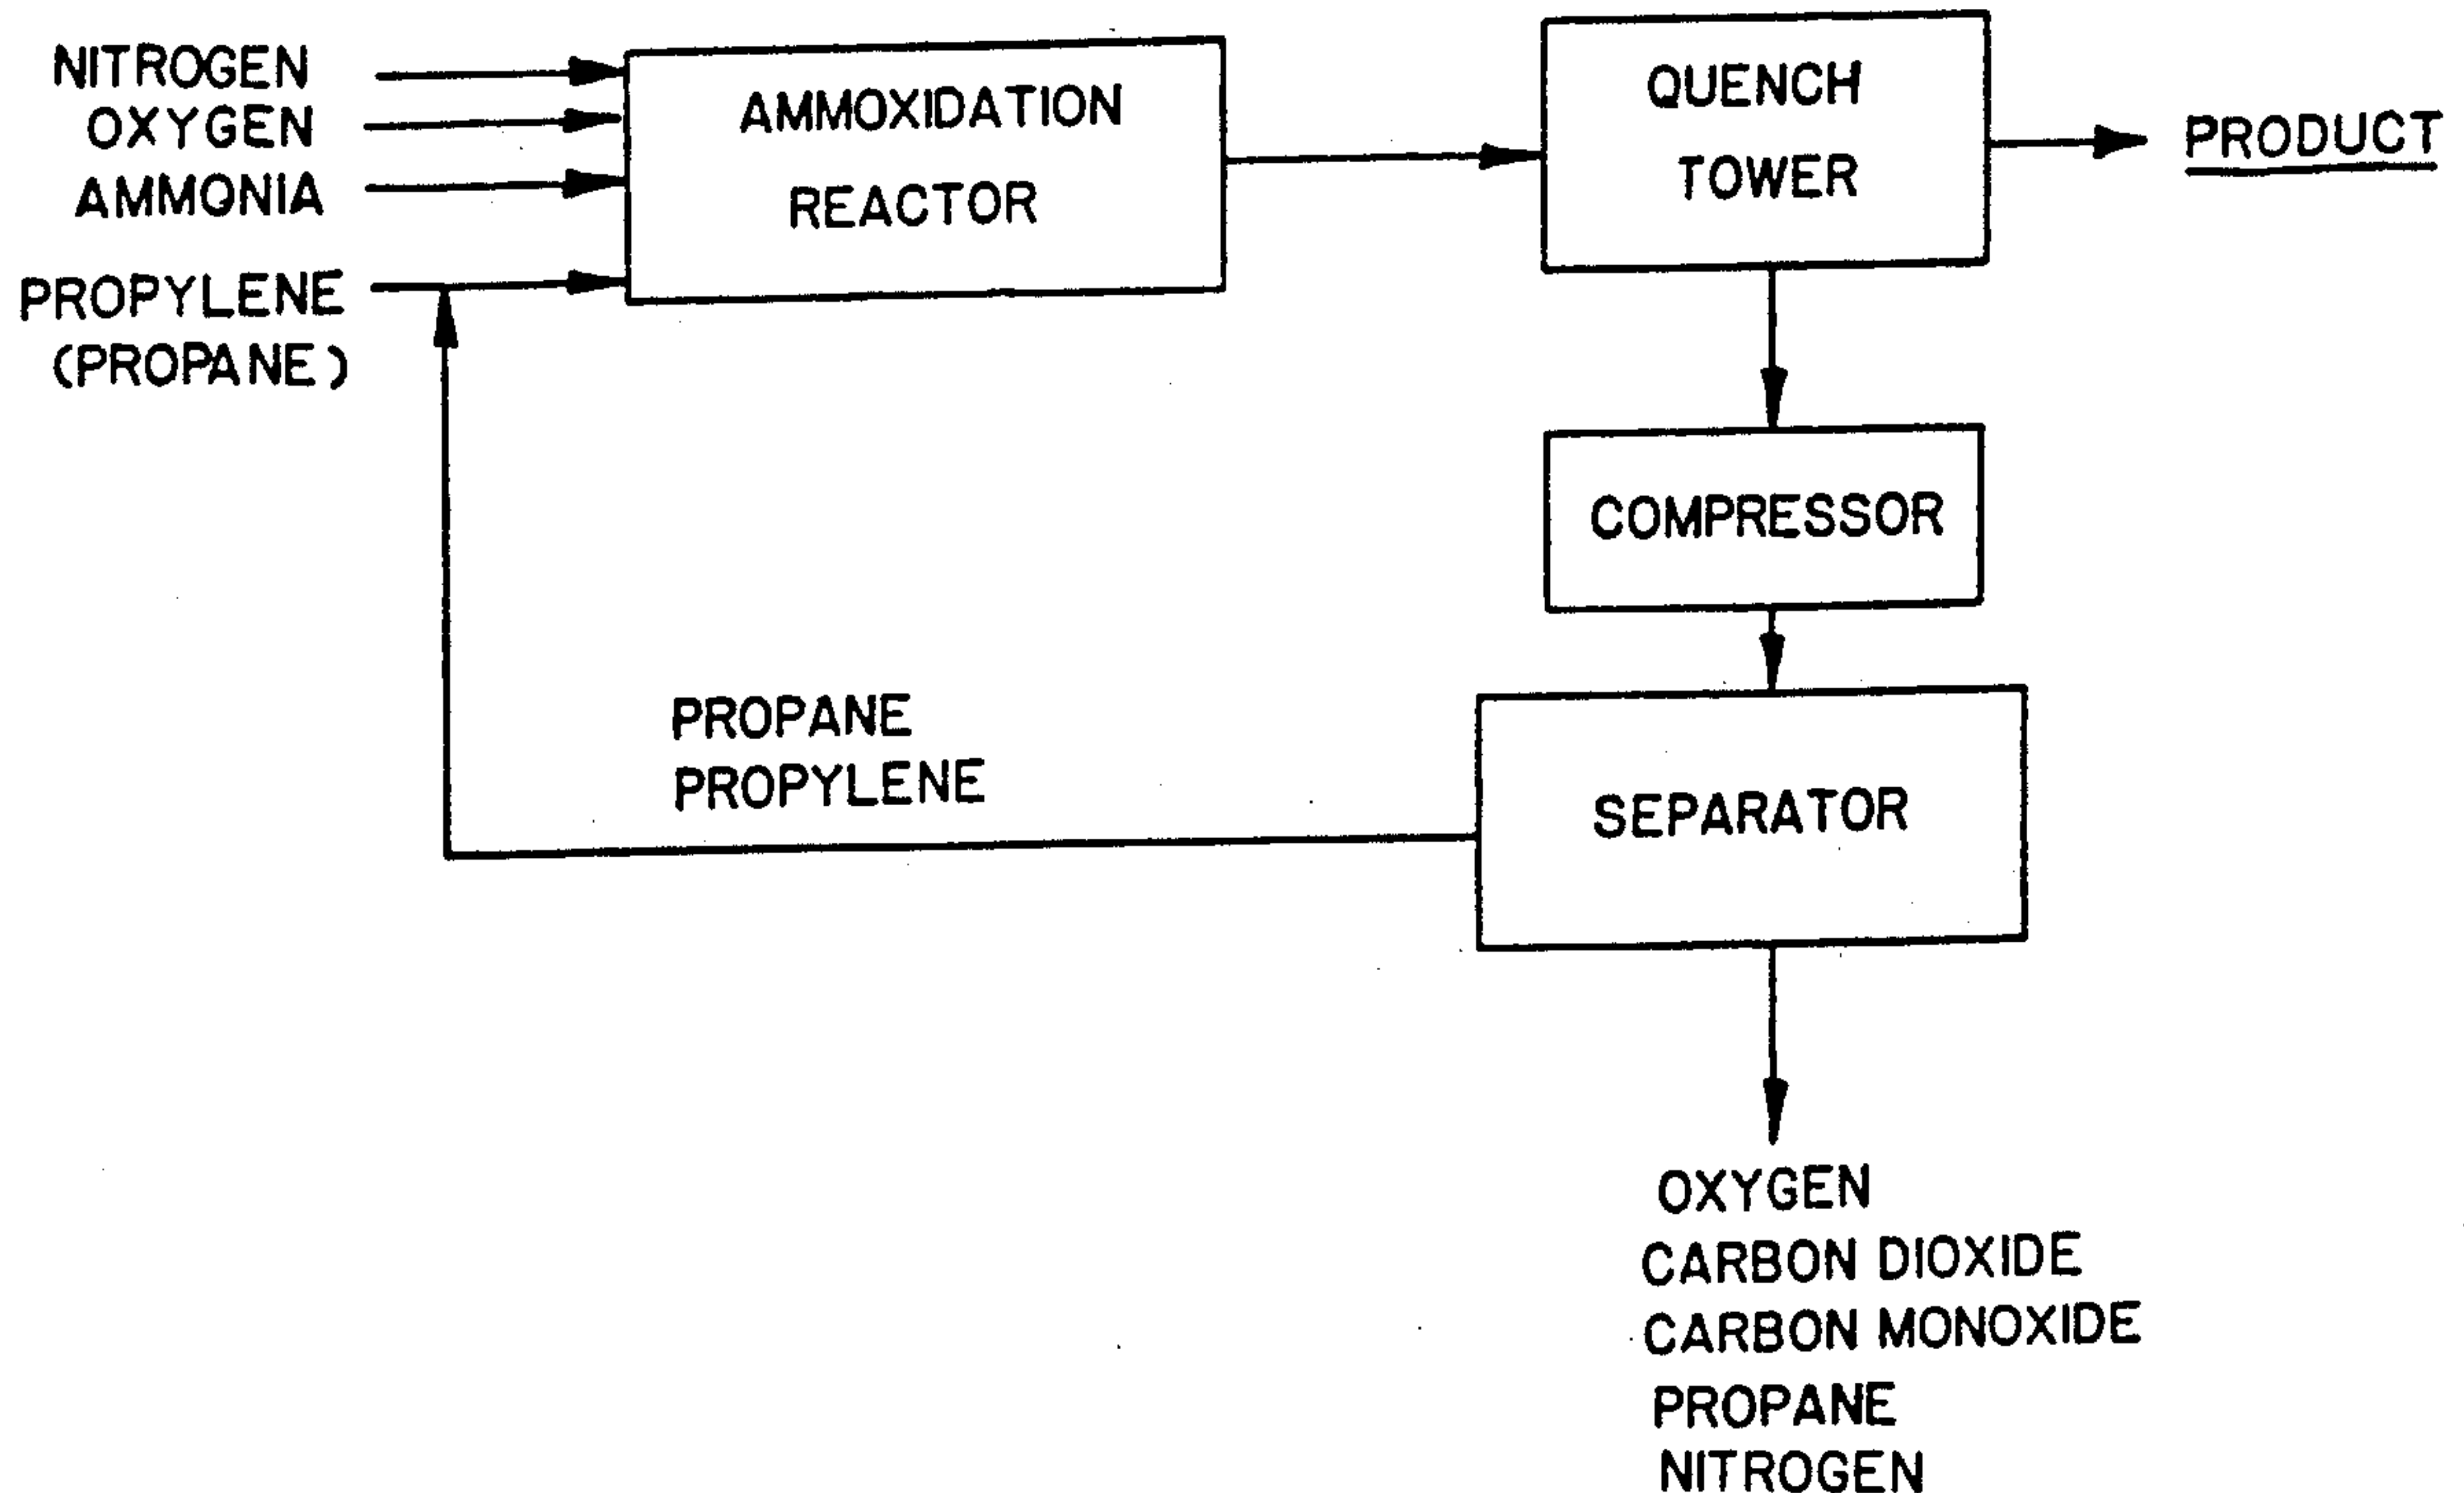 NITROGEN
OXYGEN
AMMONIA
PROPYLENE
(PROPANE)
AMMOXIDATION
REACTOR
QUENCH
TOWER
PRODUCT
COMPRESSOR
PROPANE
PROPYLENE
SEPARATOR
OXYGEN
CARBON DIOXIDE
CARBON MONOXIDE
PROPANE
NITROGEN